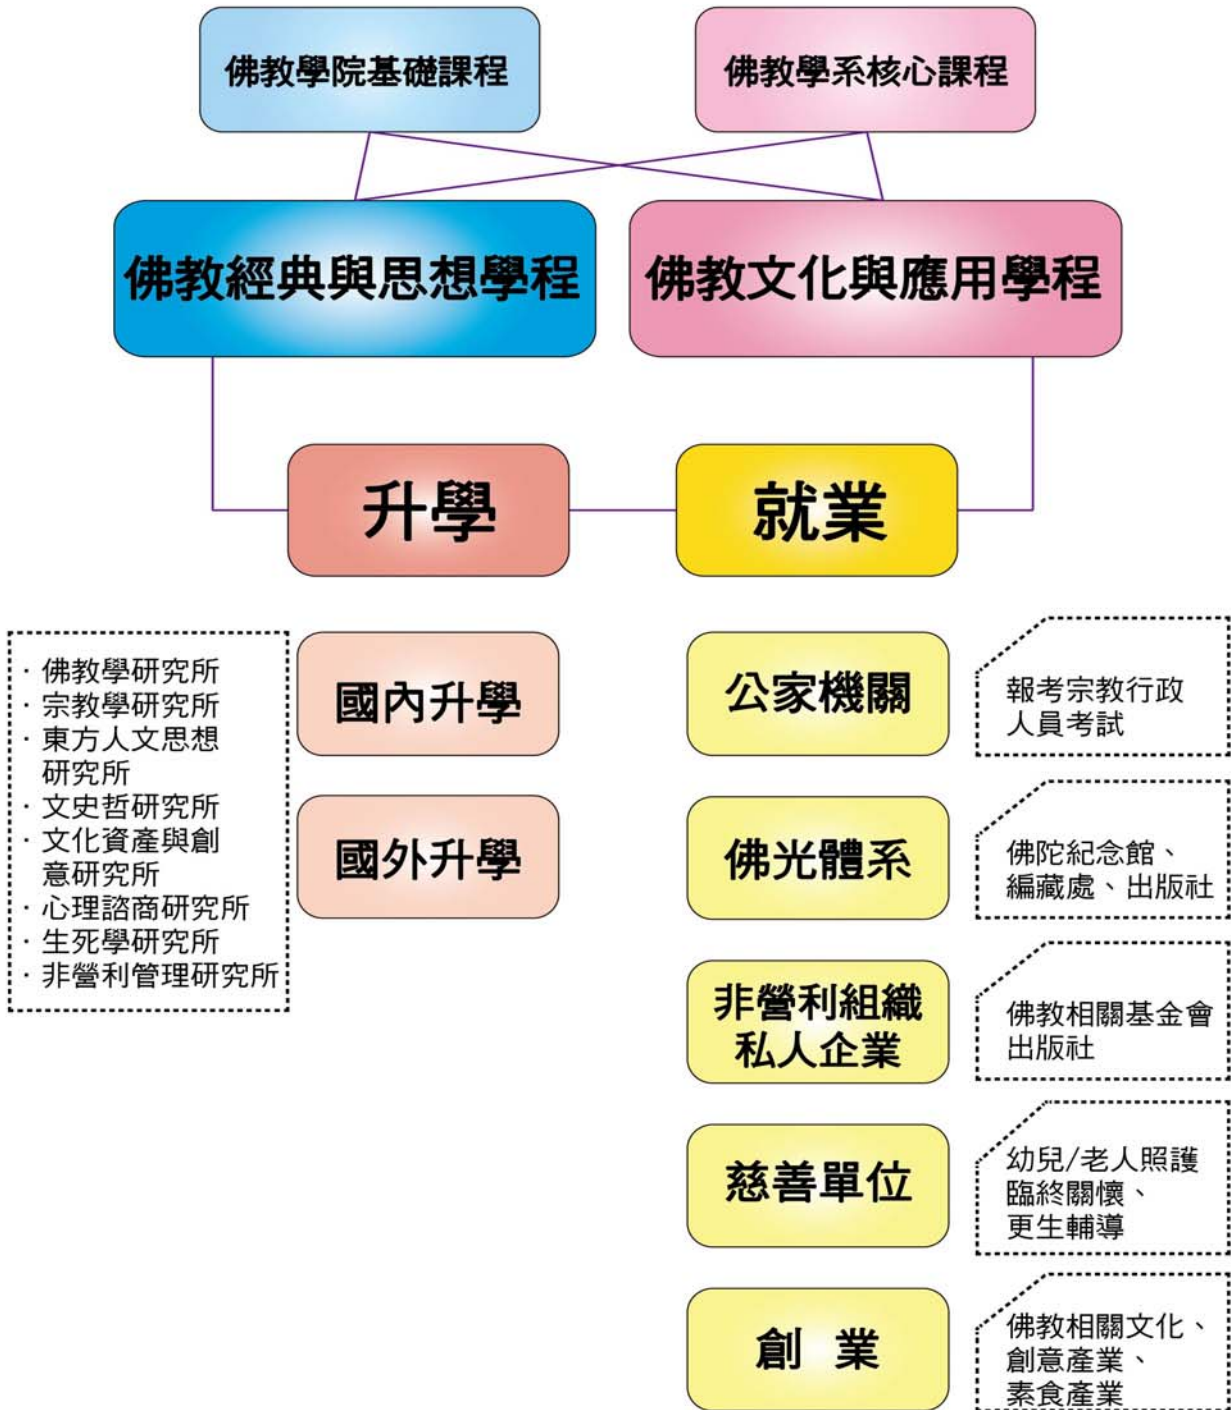 佛教學院基礎課程
佛教學系核心課程
佛教經典與思想學程
佛教文化與應用學程
升學
就業
· 佛教學研究所
· 宗教學研究所
· 東方人文思想
研究所
· 文史哲研究所
· 文化資產與創
意研究所
· 心理諮商研究所
· 生死學研究所
· 非營利管理研究所
國內升學
國外升學
公家機關
報考宗教行政
人員考試
佛光體系
佛陀紀念館、
編藏處、出版社
非營利組織
私人企業
佛教相關基金會
出版社
慈善單位
幼兒/老人照護
臨終關懷、
更生輔導
創 業
佛教相關文化、
創意產業、
素食產業